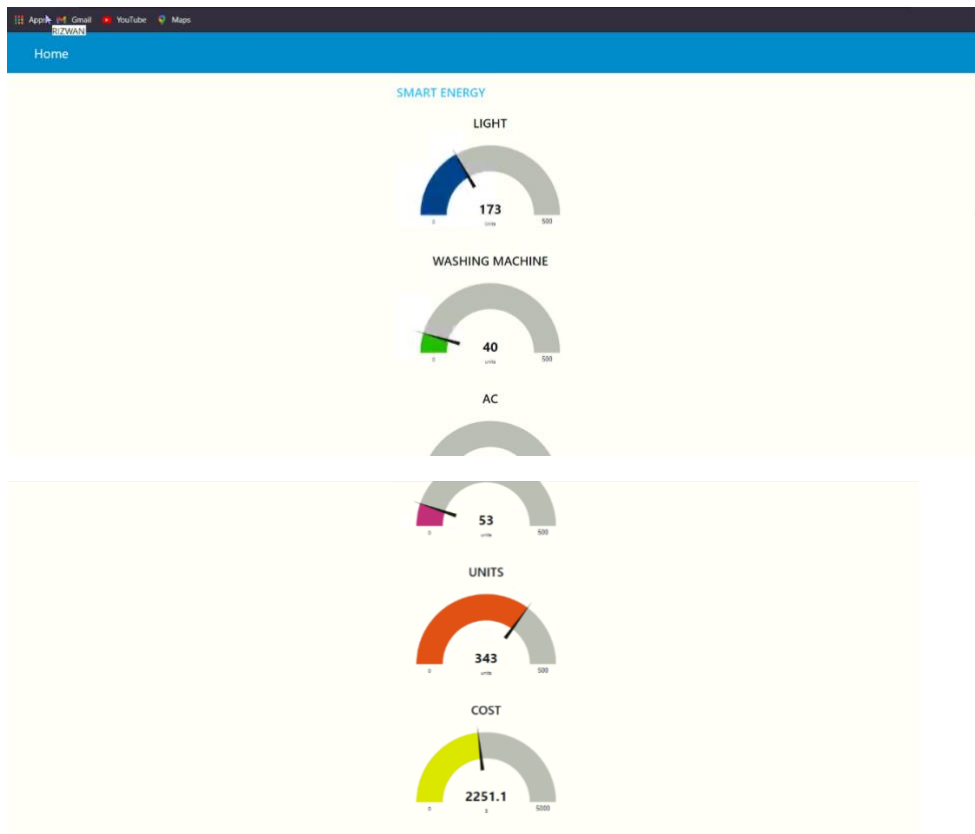 Apps Gmail YouTube Maps
RIZWAN
Home
SMART ENERGY
LIGHT
173
0 500
WASHING MACHINE
40
units
0 500
AC
53
units
0 500
UNITS
343
units
0 500
COST
2251.1
0 5000